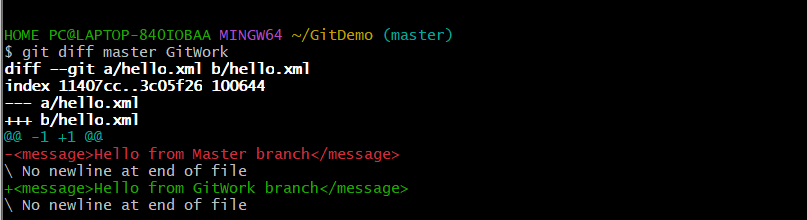 HOME PC@LAPTOP-840IOBAA MINGW64 ~/GitDemo (master)
$ git diff master GitWork
diff --git a/hello.xml b/hello.xml
index 11407cc..3c05f26 100644
--- a/hello.xml
+++ b/hello.xml
@@ -1 +1 @@
-<message>Hello from Master branch</message>
\ No newline at end of file
+<message>Hello from GitWork branch</message>
\ No newline at end of file